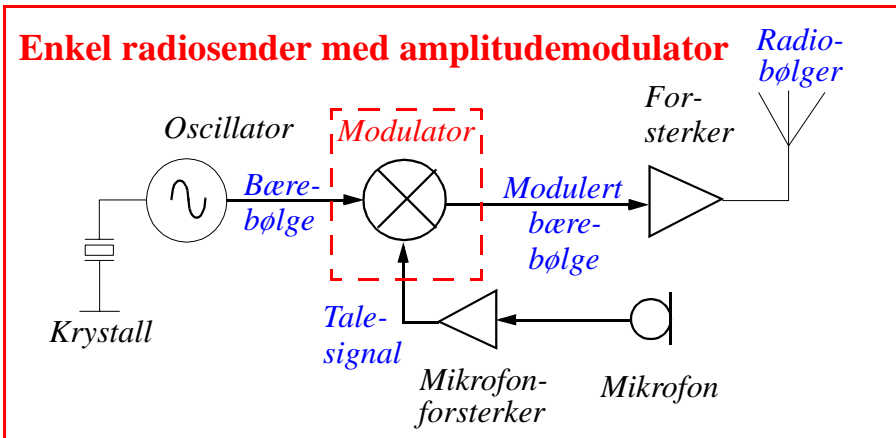 Enkel radiosender med amplitudemodulator
Radio-
bølger
For-
sterker
Oscillator
Modulator
Bære-
bølge
Modulert
bære-
bølge
Krystall
Tale-
signal
Mikrofon-
forsterker
Mikrofon